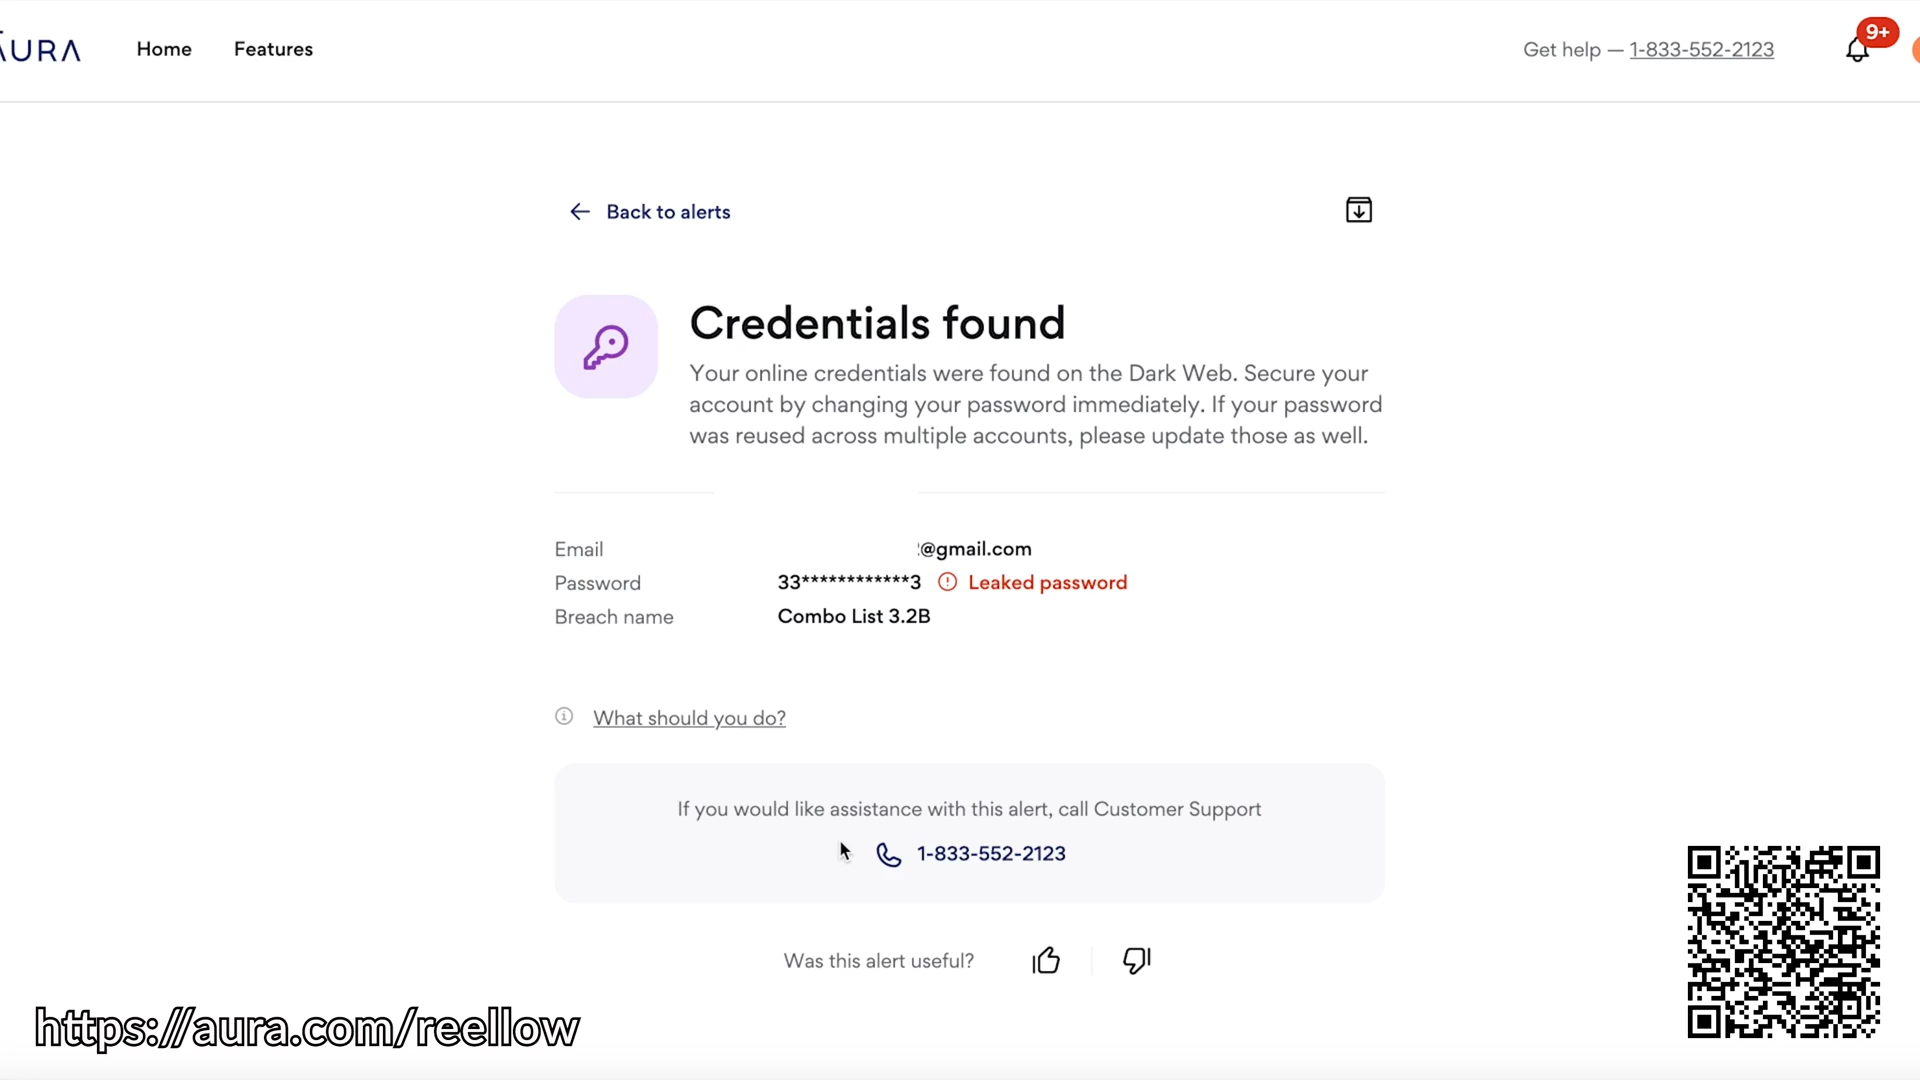 AURA
Home
Features
Get help — 1-833-552-2123
9+
Back to alerts
Credentials found
Your online credentials were found on the Dark Web. Secure your
account by changing your password immediately. If your password
was reused across multiple accounts, please update those as well.
Email
@gmail.com
Password
33************3
Leaked password
Breach name
Combo List 3.2B
What should you do?
If you would like assistance with this alert, call Customer Support
1-833-552-2123
Was this alert useful?
https://aura.com/reellow